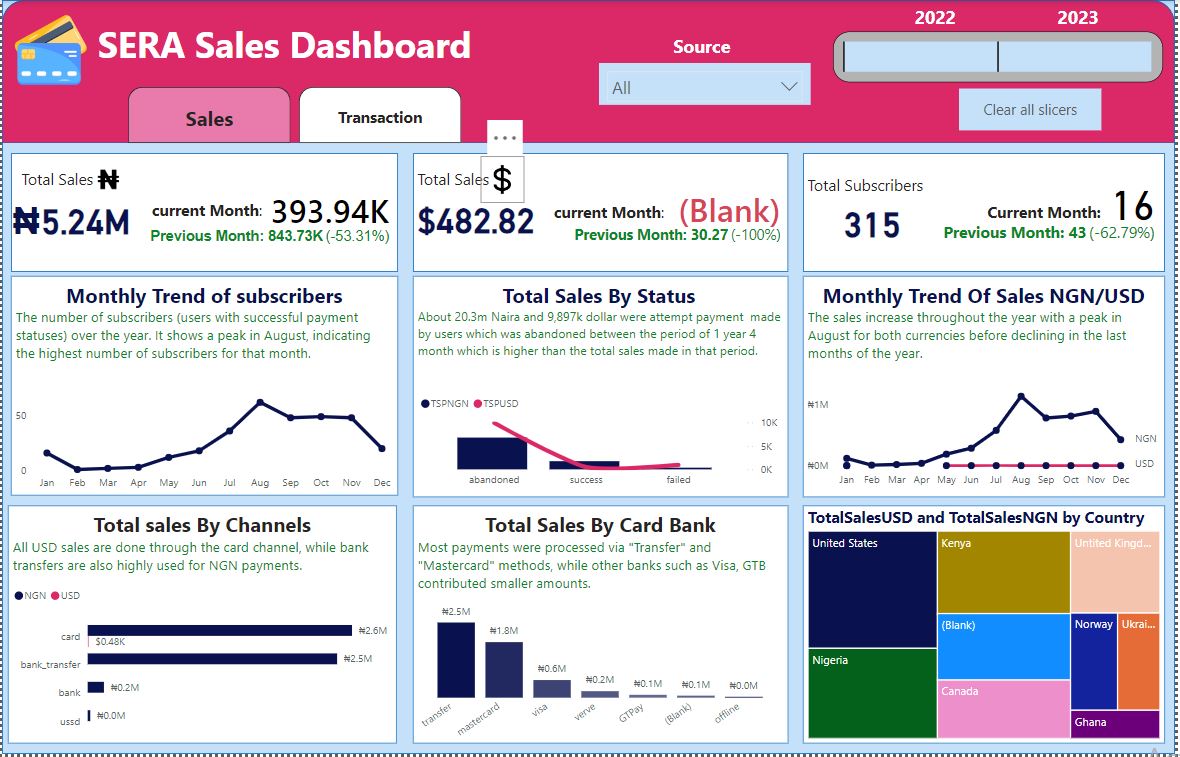 2022 2023
SERA Sales Dashboard
Source
All
Clear all slicers
Sales
Transaction
Total Sales ₦
₦5.24M
current Month: 393.94K
Previous Month: 843.73K (-53.31%)
Total Sales $
$482.82
current Month: (Blank)
Previous Month: 30.27 (-100%)
Total Subscribers
315
Current Month: 16
Previous Month: 43 (-62.79%)
Monthly Trend of subscribers
The number of subscribers (users with successful payment
statuses) over the year. It shows a peak in August, indicating
the highest number of subscribers for that month.
50
0
Jan Feb Mar Apr May Jun Jul Aug Sep Oct Nov Dec
Total Sales By Status
About 20.3m Naira and 9,897k dollar were attempt payment made
by users which was abandoned between the period of 1 year 4
month which is higher than the total sales made in that period.
TSPNGN TSPUSD
10K
5K
0K
abandoned success failed
Monthly Trend Of Sales NGN/USD
The sales increase throughout the year with a peak in
August for both currencies before declining in the last
months of the year.
₦1M
₦0M
NGN
USD
Jan Feb Mar Apr May Jun Jul Aug Sep Oct Nov Dec
Total sales By Channels
All USD sales are done through the card channel, while bank
transfers are also highly used for NGN payments.
NGN USD
card ₦2.6M
$0.48K
bank_transfer ₦2.5M
bank ₦0.2M
ussd ₦0.0M
Total Sales By Card Bank
Most payments were processed via "Transfer" and
"Mastercard" methods, while other banks such as Visa, GTB
contributed smaller amounts.
₦2.5M
₦1.8M
₦0.6M
₦0.2M
₦0.1M
₦0.1M
₦0.0M
transfer mastercard visa verve GTPay (Blank) offline
TotalSalesUSD and TotalSalesNGN by Country
United States
Nigeria
Kenya
(Blank)
Canada
Untited Kingd...
Norway
Ukrai...
Ghana